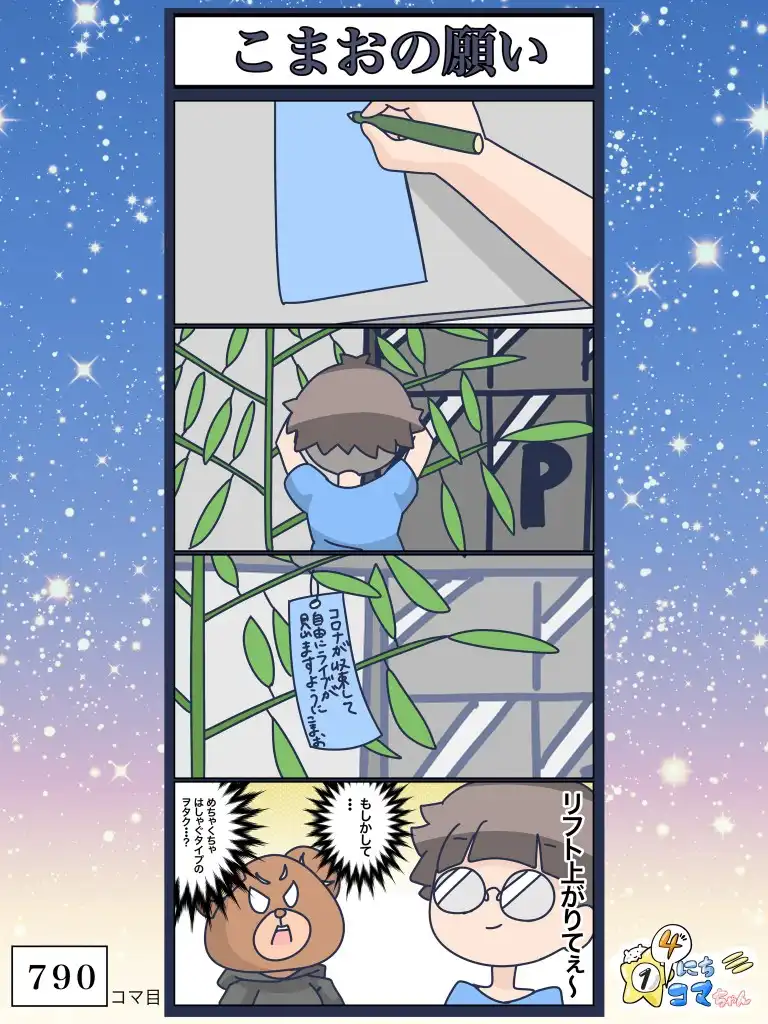 こまおの願い
P
コロナが収束して
自由にライブが
見れますように
こまお
リフト上がりてぇ〜
もしかして
…
めちゃくちゃ
はしゃぐタイプの
ヲタク…?
790
コマ目
1
にち
4
コマ
ちゃん